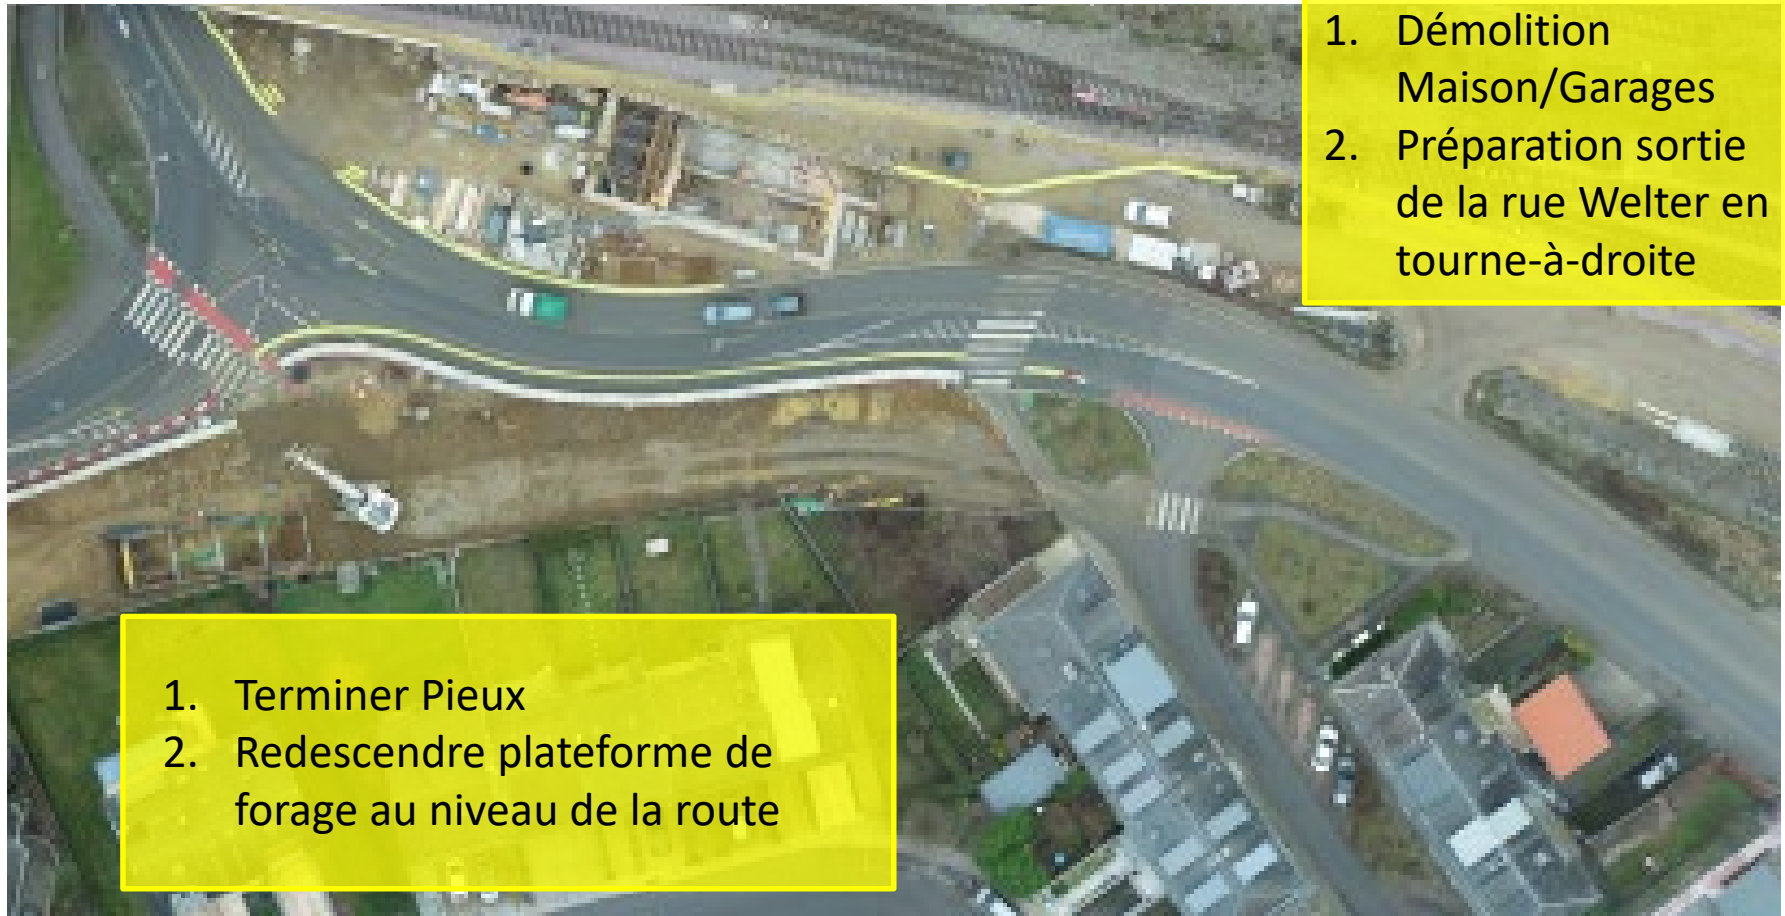 1. Démolition
Maison/Garages
2. Préparation sortie
de la rue Welter en
tourne-à-droite
1. Terminer Pieux
2. Redescendre plateforme de
forage au niveau de la route